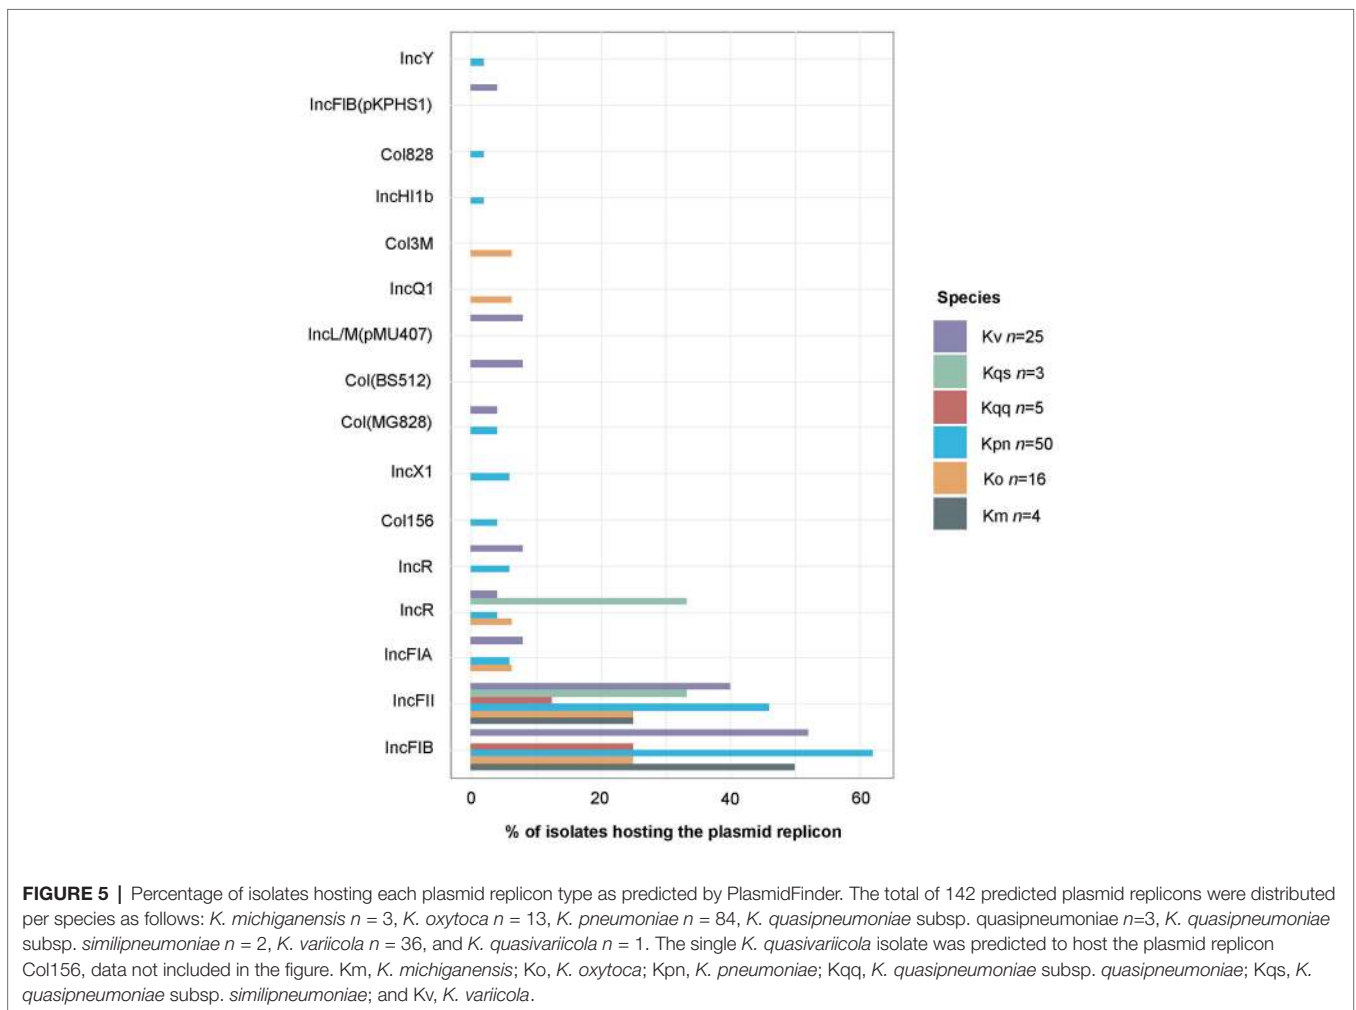 IncY
IncFIB(pKPHS1)
Col828
IncHI1b
Col3M
IncQ1
IncL/M(pMU407)
Col(BS512)
Col(MG828)
IncX1
Col156
IncR
IncR
IncFIA
IncFII
IncFIB
0 20 40 60
% of isolates hosting the plasmid replicon
Species
Kv n=25
Kqs n=3
Kqq n=5
Kpn n=50
Ko n=16
Km n=4
FIGURE 5 | Percentage of isolates hosting each plasmid replicon type as predicted by PlasmidFinder. The total of 142 predicted plasmid replicons were distributed
per species as follows: K. michiganensis n = 3, K. oxytoca n = 13, K. pneumoniae n = 84, K. quasipneumoniae subsp. quasipneumoniae n=3, K. quasipneumoniae
subsp. similipneumoniae n = 2, K. variicola n = 36, and K. quasivariicola n = 1. The single K. quasivariicola isolate was predicted to host the plasmid replicon
Col156, data not included in the figure. Km, K. michiganensis; Ko, K. oxytoca; Kpn, K. pneumoniae; Kqq, K. quasipneumoniae subsp. quasipneumoniae; Kqs, K.
quasipneumoniae subsp. similipneumoniae; and Kv, K. variicola.